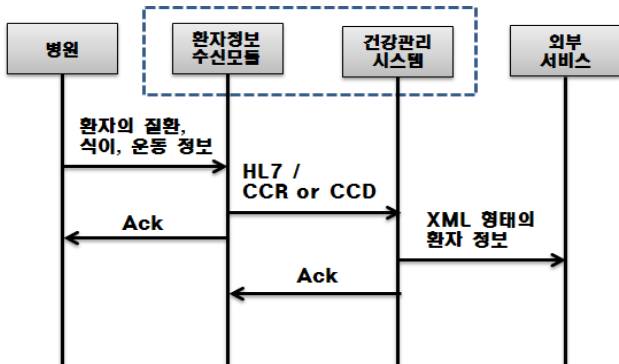 병원
환자정보
수신모듈
건강관리
시스템
외부
서비스
환자의 질환,
식이, 운동 정보
HL7 /
CCR or CCD
Ack
XML 형태의
환자 정보
Ack